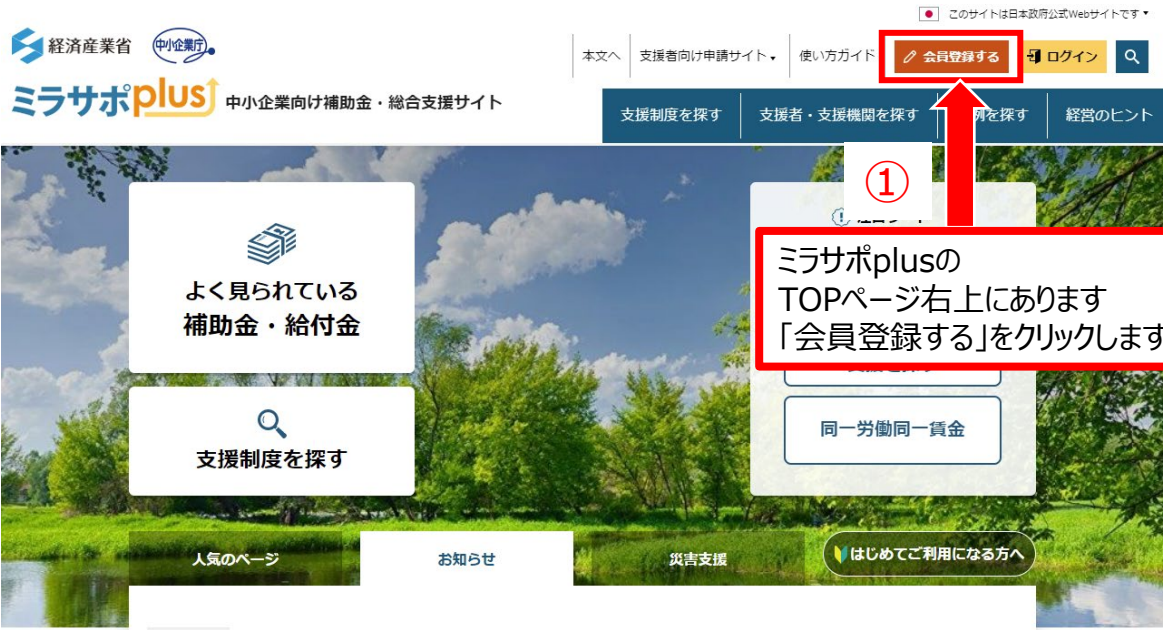 このサイトは日本政府公式Webサイトです
経済産業省
中小企業庁
本文へ
支援者向け申請サイト
使い方ガイド
会員登録する
ログイン
ミラサポplus
中小企業向け補助金・総合支援サイト
支援制度を探す
支援者・支援機関を探す
例を探す
経営のヒント
①
よく見られている
補助金・給付金
ミラサポplusの
TOPページ右上にあります
「会員登録する」をクリックします
支援制度を探す
同一労働同一賃金
人気のページ
お知らせ
災害支援
はじめてご利用になる方へ